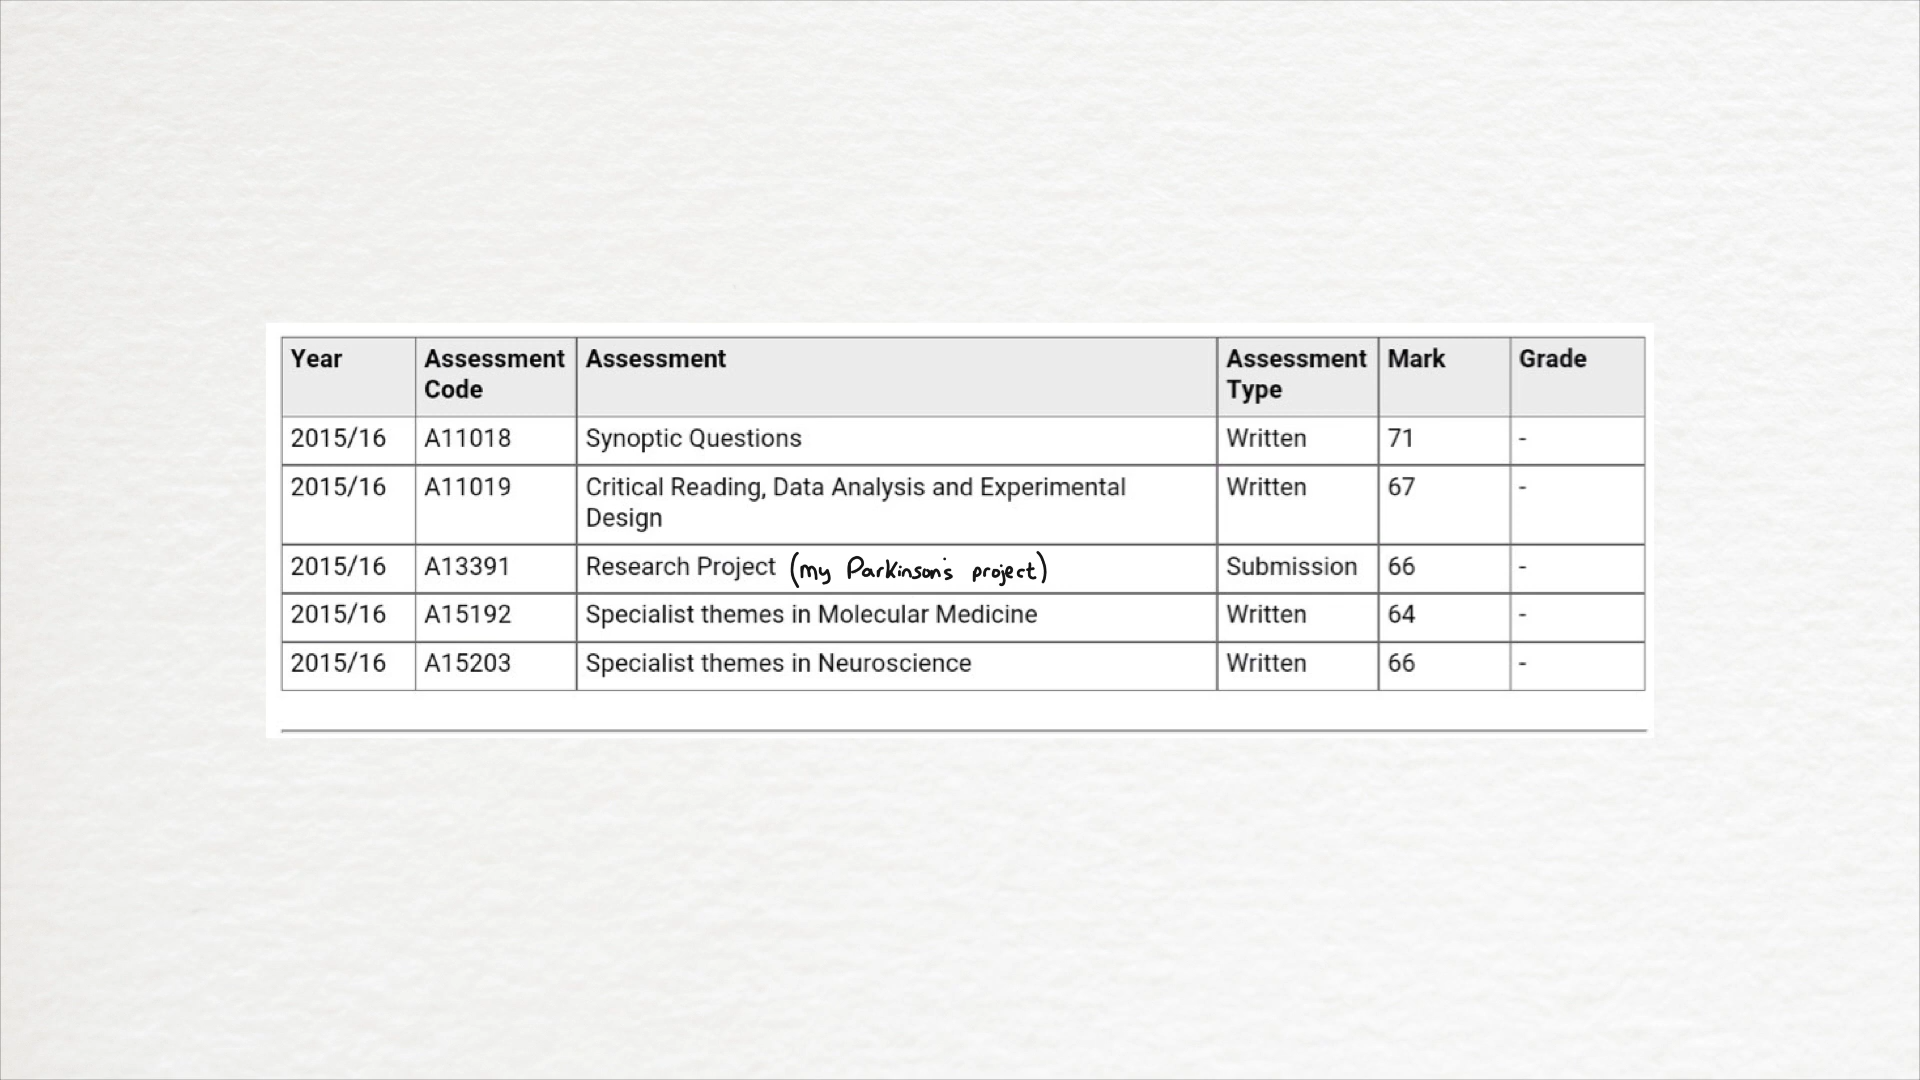 Year Assessment Code Assessment Assessment Type Mark Grade
2015/16 A11018 Synoptic Questions Written 71 -
2015/16 A11019 Critical Reading, Data Analysis and Experimental Design Written 67 -
2015/16 A13391 Research Project (my Parkinson's project) Submission 66 -
2015/16 A15192 Specialist themes in Molecular Medicine Written 64 -
2015/16 A15203 Specialist themes in Neuroscience Written 66 -